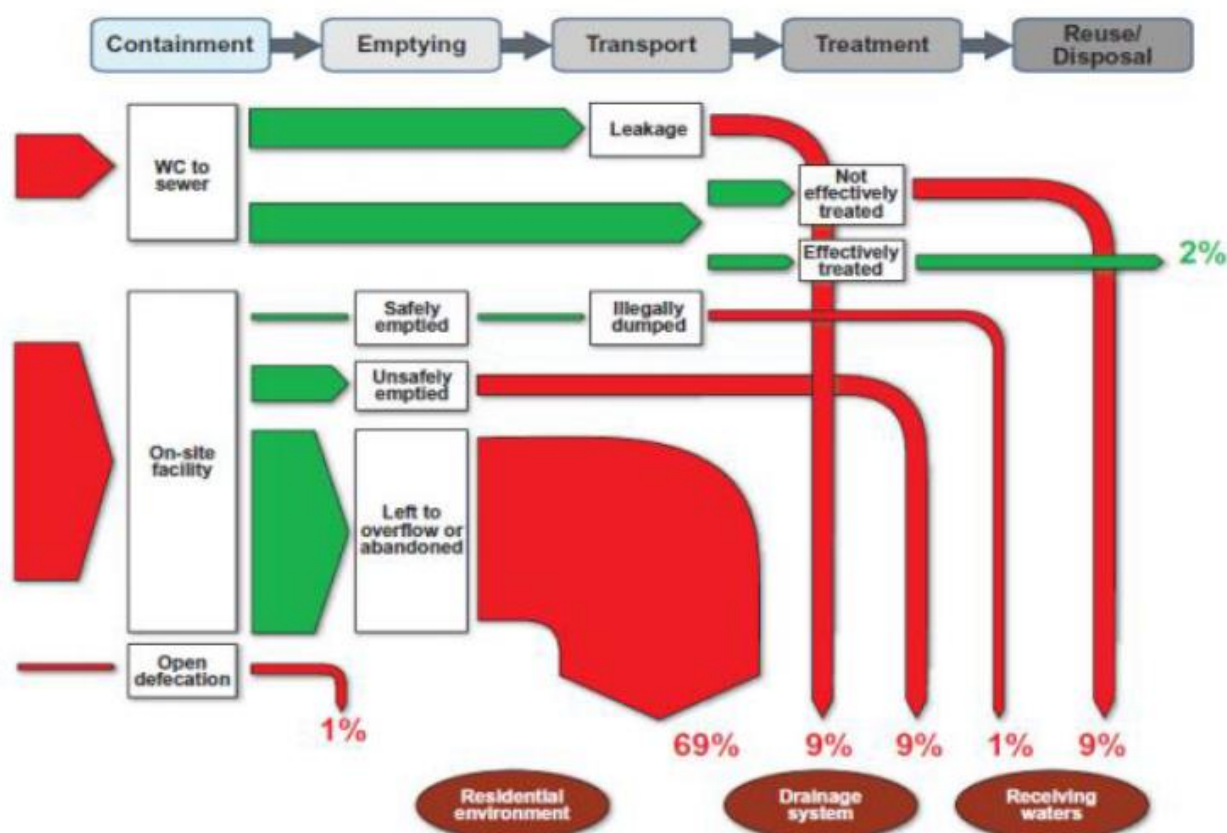 Containment
Emptying
Transport
Treatment
Reuse/
Disposal
WC to
sewer
Leakage
Not
effectively
treated
Effectively
treated
2%
On-site
facility
Safely
emptied
Illegally
dumped
Unsafely
emptied
Left to
overflow or
abandoned
Open
defecation
1%
69%
9%
9%
1%
9%
Residential
environment
Drainage
system
Receiving
waters